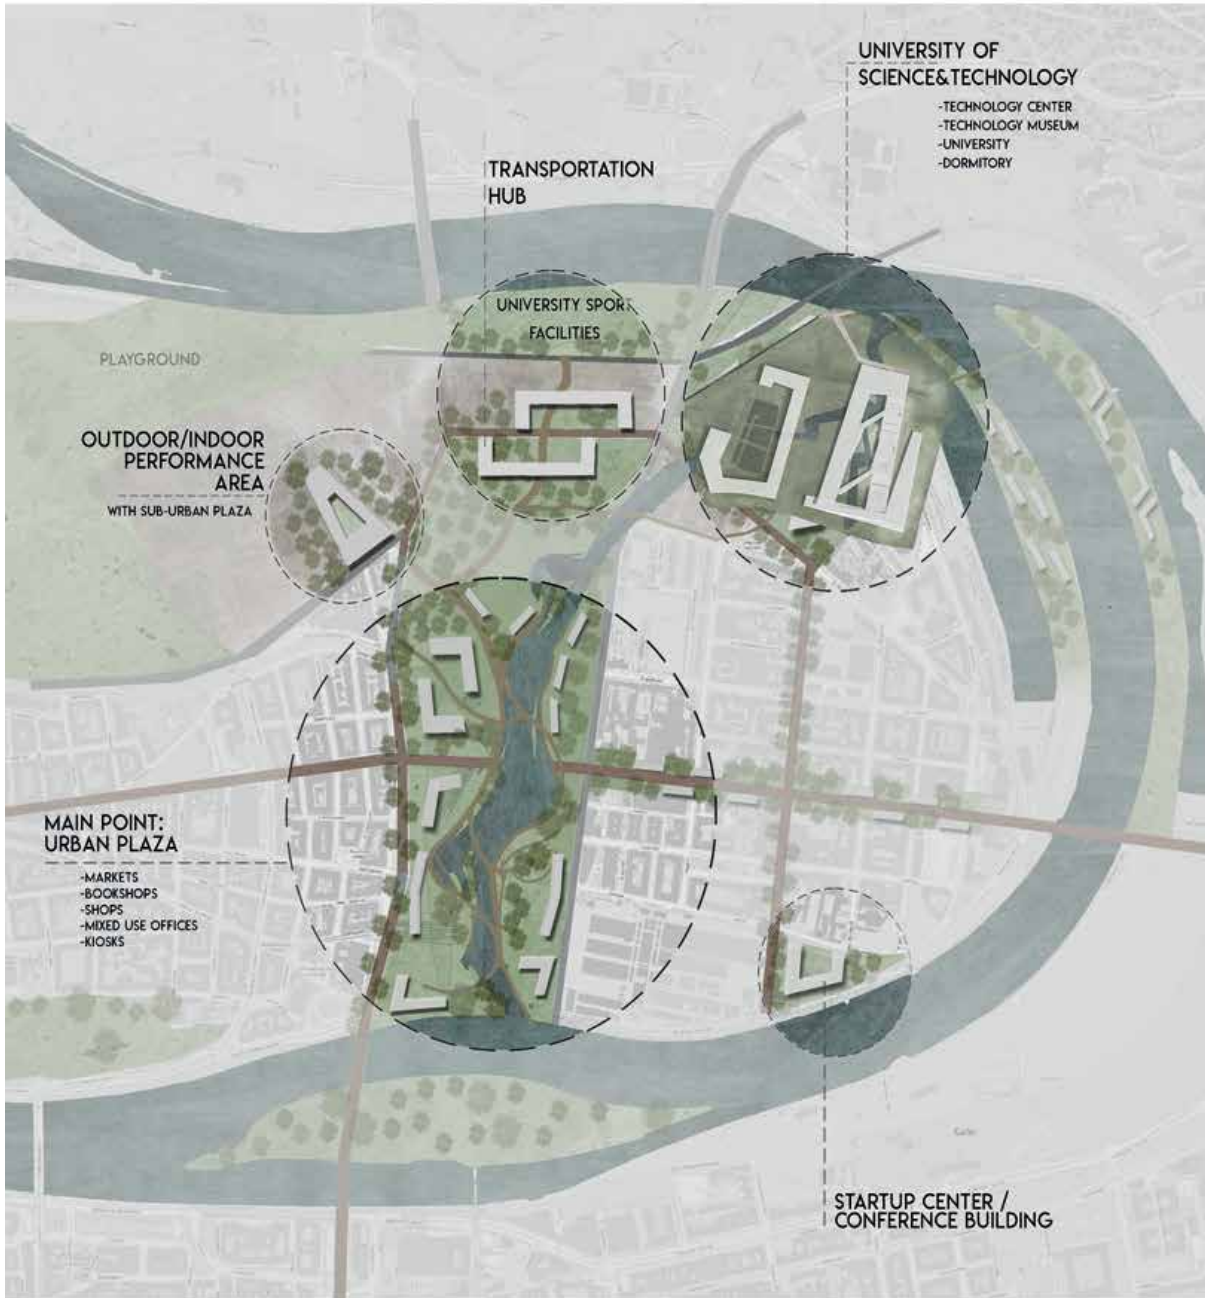 UNIVERSITY OF
SCIENCE&TECHNOLOGY
-TECHNOLOGY CENTER
-TECHNOLOGY MUSEUM
-UNIVERSITY
-DORMITORY
TRANSPORTATION
HUB
UNIVERSITY SPORT
FACILITIES
PLAYGROUND
OUTDOOR/INDOOR
PERFORMANCE
AREA
WITH SUB-URBAN PLAZA
MAIN POINT:
URBAN PLAZA
-MARKETS
-BOOKSHOPS
-SHOPS
-MIXED USE OFFICES
-KIOSKS
STARTUP CENTER /
CONFERENCE BUILDING